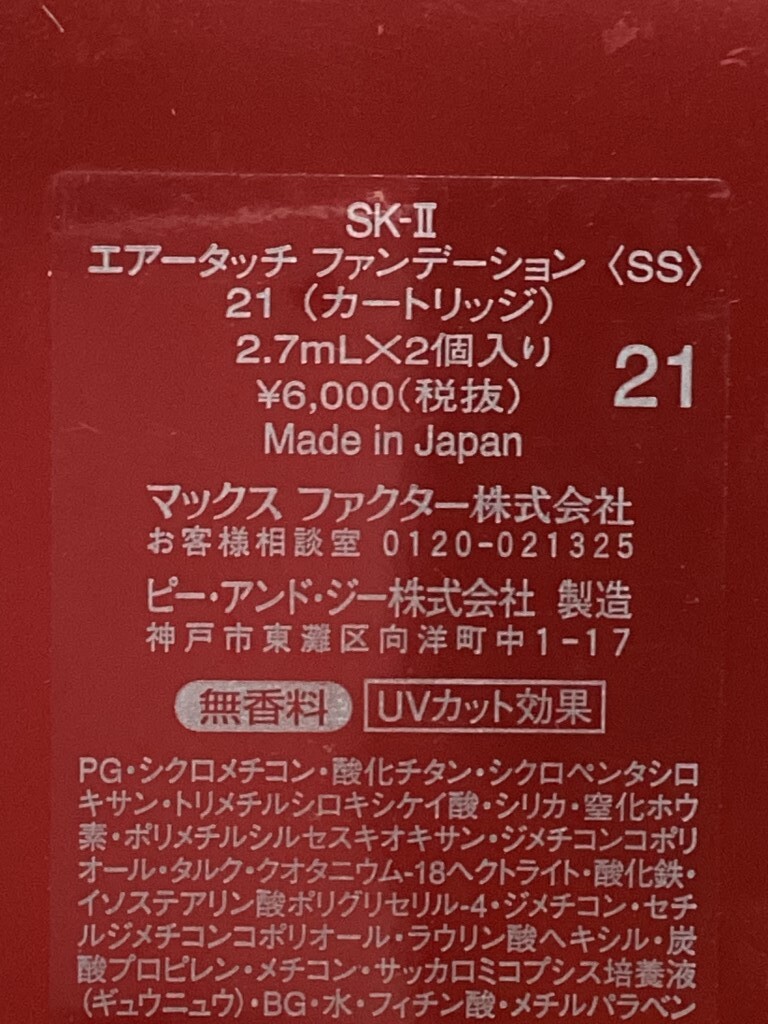 SK-Ⅱ
エアータッチ ファンデーション〈SS〉
21（カートリッジ）
2.7mL×2個入り
¥6,000(税抜)
21
Made in Japan
マックス ファクター株式会社
お客様相談室 0120-021325
ピー・アンド・ジー株式会社 製造
神戸市東灘区向洋町中1-17
無香料 UVカット効果
PG・シクロメチコン・酸化チタン・シクロペンタシロ
キサン・トリメチルシロキシケイ酸・シリカ・窒化ホウ
素・ポリメチルシルセスキオキサン・ジメチコンコポリ
オール・タルク・クオタニウム-18ヘクトライト・酸化鉄・
イソステアリン酸ポリグリセリル-4・ジメチコン・セチ
ルジメチコンコポリオール・ラウリン酸ヘキシル・炭
酸プロピレン・メチコン・サッカロミコプシス培養液
(ギュウニュウ)・BG・水・フィチン酸・メチルパラベン